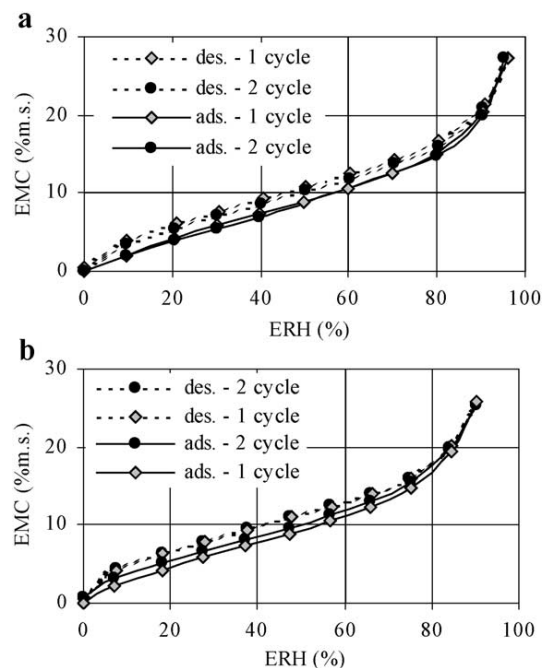 a
30
20
10
0
EMC (%m.s.)
des. - 1 cycle
des. - 2 cycle
ads. - 1 cycle
ads. - 2 cycle
0 20 40 60 80 100
ERH (%)
b
30
20
10
0
EMC (%m.s.)
des. - 2 cycle
des. - 1 cycle
ads. - 2 cycle
ads. - 1 cycle
0 20 40 60 80 100
ERH (%)